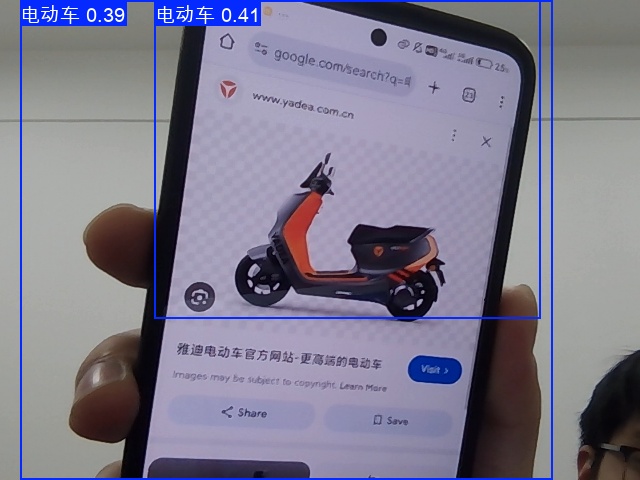 电动车 0.39
电动车 0.41
25%
google.com/search?q=
23
www.yadea.com.cn
雅迪电动车官方网站-更高端的电动车
Visit >
Images may be subject to copyright. Learn More
Share
Save